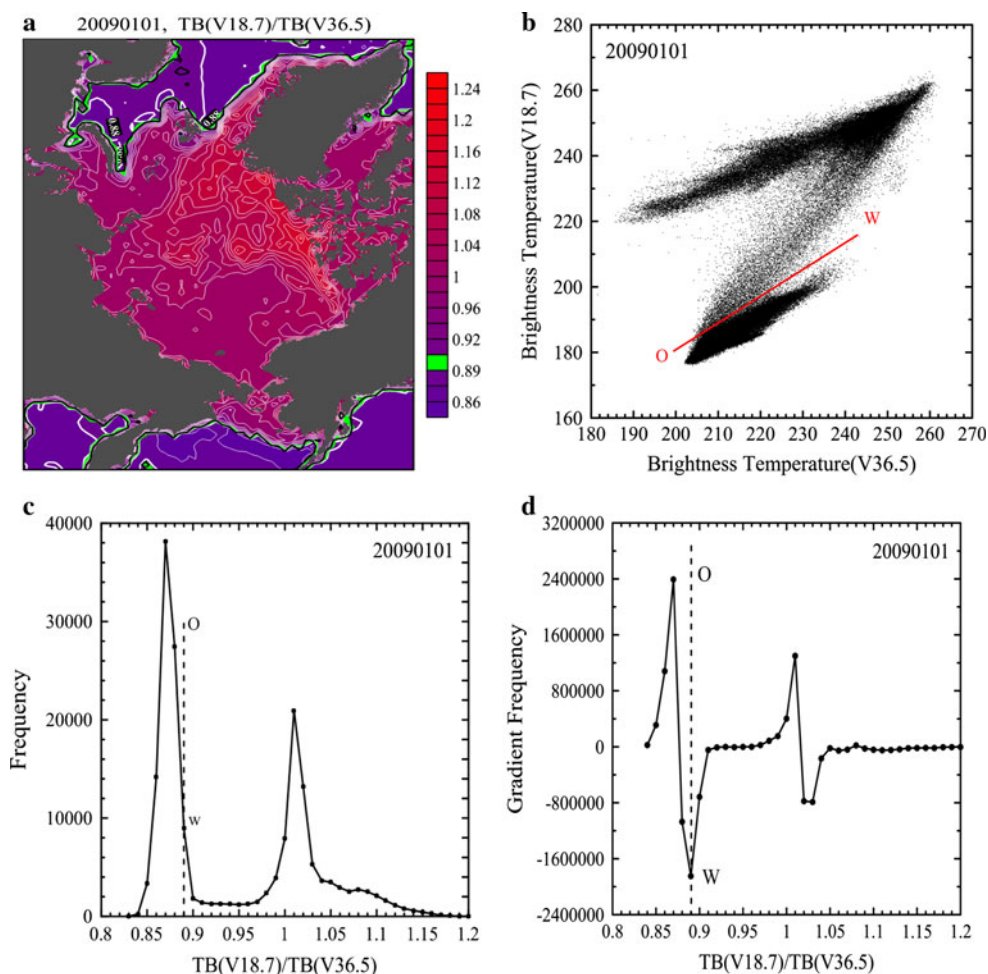 a
20090101, TB(V18.7)/TB(V36.5)
0.88
0.88
1.24
1.2
1.16
1.12
1.08
1.04
1
0.96
0.92
0.89
0.86
b
20090101
280
260
240
220
200
180
160
W
O
180 190 200 210 220 230 240 250 260 270
Brightness Temperature(V18.7)
Brightness Temperature(V36.5)
c
20090101
40000
30000
20000
10000
0
O
w
0.8 0.85 0.9 0.95 1 1.05 1.1 1.15 1.2
Frequency
TB(V18.7)/TB(V36.5)
d
20090101
3200000
2400000
1600000
800000
0
-800000
-1600000
-2400000
O
W
0.8 0.85 0.9 0.95 1 1.05 1.1 1.15 1.2
Gradient Frequency
TB(V18.7)/TB(V36.5)